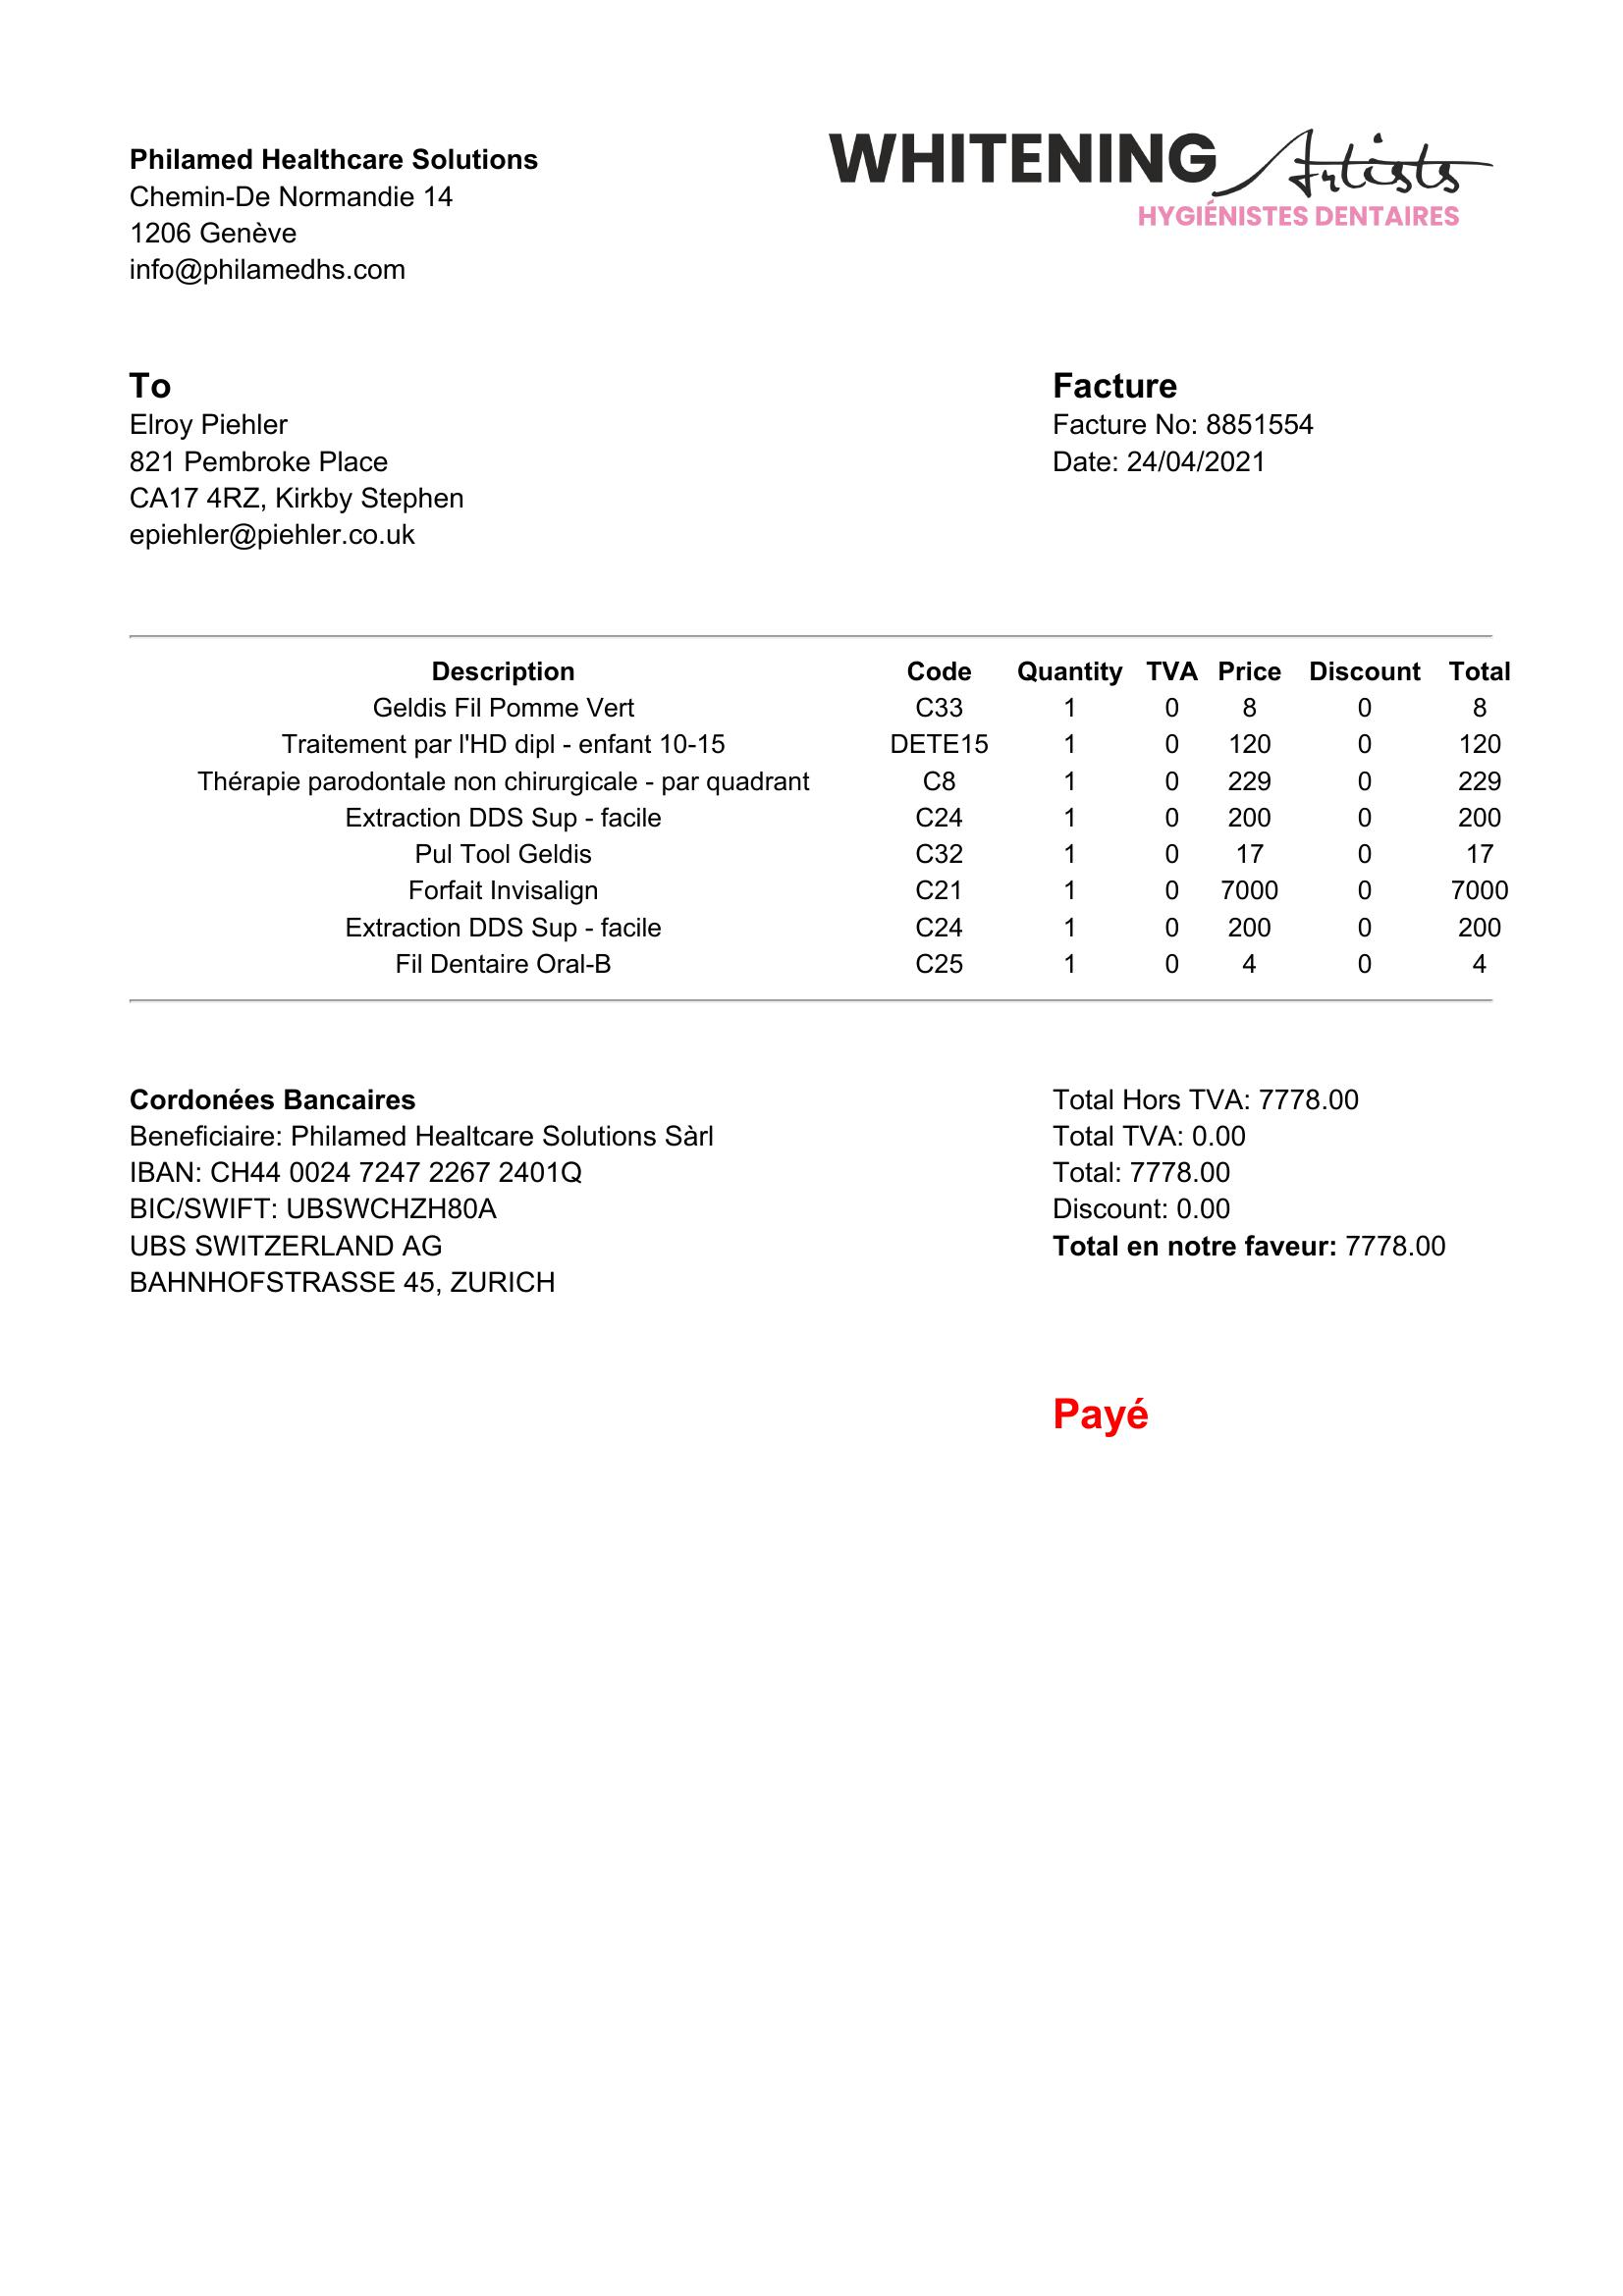 Philamed Healthcare Solutions
Chemin-De Normandie 14
1206 Genève
info@philamedhs.com
WHITENING Artists
HYGIÉNISTES DENTAIRES
To
Elroy Piehler
821 Pembroke Place
CA17 4RZ, Kirkby Stephen
epiehler@piehler.co.uk
Facture
Facture No: 8851554
Date: 24/04/2021
Description Code Quantity TVA Price Discount Total
Geldis Fil Pomme Vert C33 1 0 8 0 8
Traitement par l'HD dipl - enfant 10-15 DETE15 1 0 120 0 120
Thérapie parodontale non chirurgicale - par quadrant C8 1 0 229 0 229
Extraction DDS Sup - facile C24 1 0 200 0 200
Pul Tool Geldis C32 1 0 17 0 17
Forfait Invisalign C21 1 0 7000 0 7000
Extraction DDS Sup - facile C24 1 0 200 0 200
Fil Dentaire Oral-B C25 1 0 4 0 4
Cordonées Bancaires
Beneficiaire: Philamed Healtcare Solutions Sàrl
IBAN: CH44 0024 7247 2267 2401Q
BIC/SWIFT: UBSWCHZH80A
UBS SWITZERLAND AG
BAHNHOFSTRASSE 45, ZURICH
Total Hors TVA: 7778.00
Total TVA: 0.00
Total: 7778.00
Discount: 0.00
Total en notre faveur: 7778.00
Payé